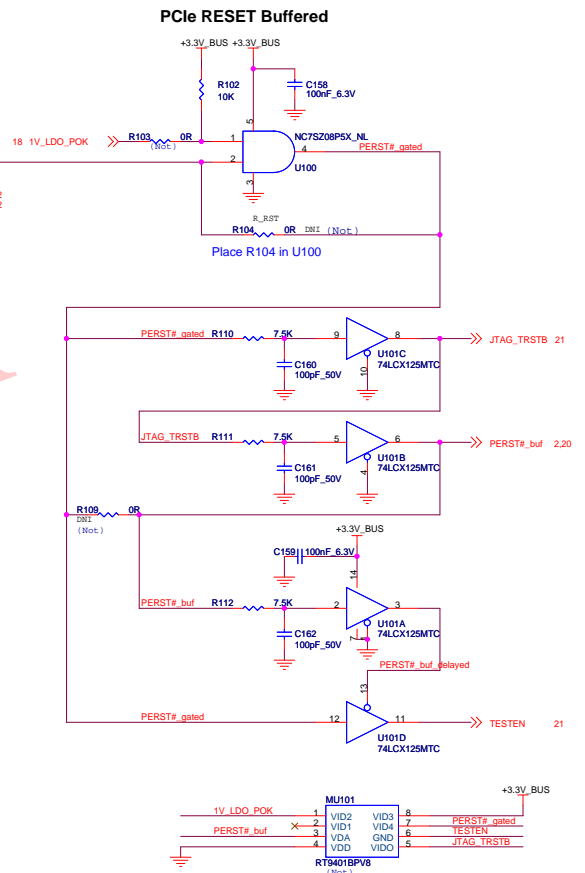 PCIe RESET Buffered
+3.3V_BUS +3.3V_BUS
R102
10K
C158
100nF_6.3V
5
18 1V_LDO_POK
R103
0R
(Not)
1
NC7SZ08P5X_NL
4
PERST#_gated
2
U100
3
R_RST
R104
0R
DNI
(Not)
Place R104 in U100
PERST#_gated
R110
7.5K
9
8
JTAG_TRSTB 21
C160
100pF_50V
10
U101C
74LCX125MTC
JTAG_TRSTB
R111
7.5K
5
6
PERST#_buf 2,20
C161
100pF_50V
4
U101B
74LCX125MTC
R109
0R
DNI
(Not)
+3.3V_BUS
C159
100nF_6.3V
14
PERST#_buf
R112
7.5K
2
3
C162
100pF_50V
7
1
U101A
74LCX125MTC
PERST#_buf_delayed
13
PERST#_gated
12
11
TESTEN 21
U101D
74LCX125MTC
+3.3V_BUS
MU101
1V_LDO_POK
1
VID2
VID3
8
2
VID1
VID4
7
PERST#_gated
PERST#_buf
3
VDA
GND
6
TESTEN
4
VDD
VIDO
5
JTAG_TRSTB
RT9401BPV8
(Not)